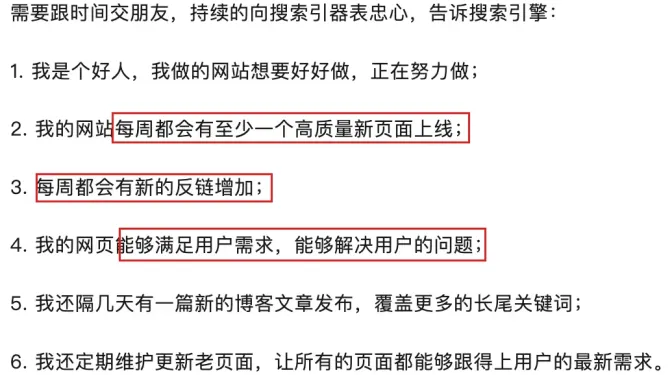 需要跟时间交朋友，持续的向搜索引器表忠心，告诉搜索引擎：
1. 我是个好人，我做的网站想要好好做，正在努力做；
2. 我的网站每周都会有至少一个高质量新页面上线；
3. 每周都会有新的反链增加；
4. 我的网页能够满足用户需求，能够解决用户的问题；
5. 我还隔几天有一篇新的博客文章发布，覆盖更多的长尾关键词；
6. 我还定期维护更新老页面，让所有的页面都能够跟得上用户的最新需求。